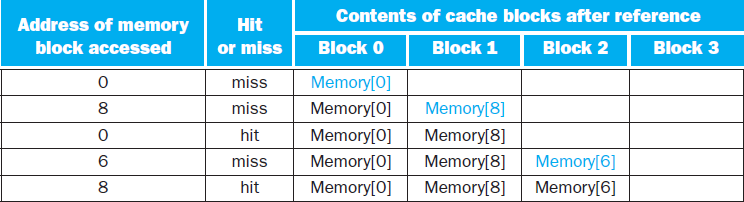 Address of memory block accessed | Hit or miss | Contents of cache blocks after reference
Block 0 | Block 1 | Block 2 | Block 3
0 | miss | Memory[0] | | |
8 | miss | Memory[0] | Memory[8] | |
0 | hit | Memory[0] | Memory[8] | |
6 | miss | Memory[0] | Memory[8] | Memory[6] |
8 | hit | Memory[0] | Memory[8] | Memory[6] |